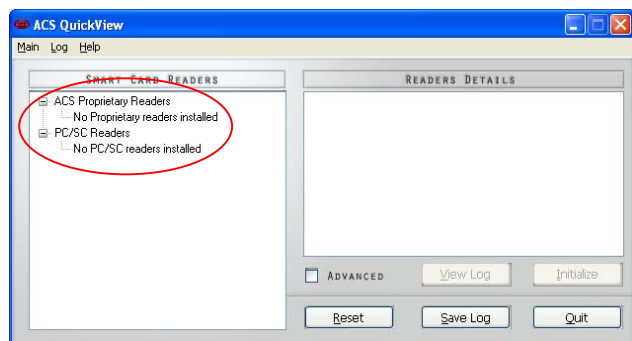 ACS QuickView
Main Log Help
SMART CARD READERS
READERS DETAILS
ACS Proprietary Readers
No Proprietary readers installed
PC/SC Readers
No PC/SC readers installed
ADVANCED
View Log
Initialize
Reset
Save Log
Quit